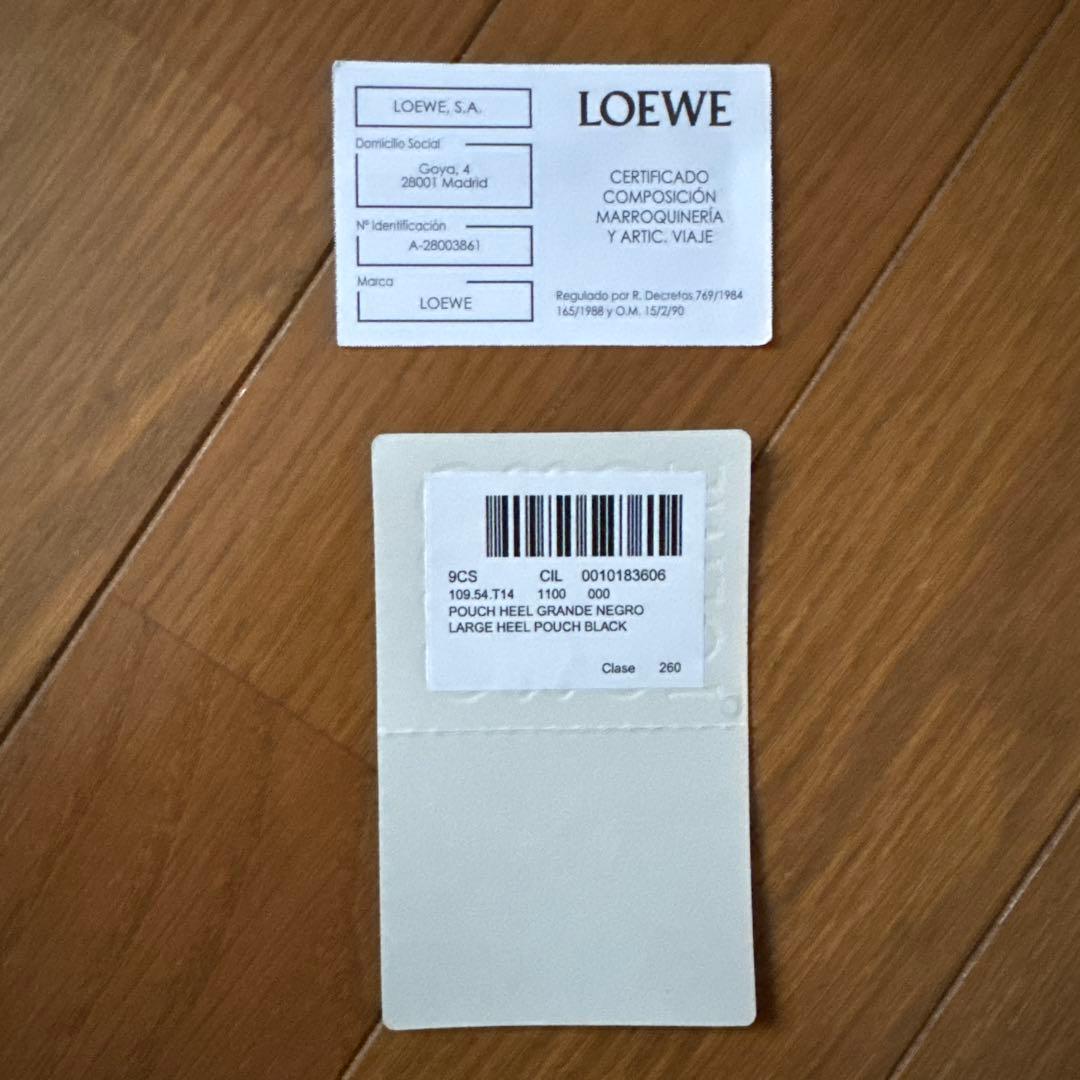 LOEWE, S.A.
Domicilio Social
Goya, 4
28001 Madrid
Nº Identificación
A-28003861
Marca
LOEWE
LOEWE
CERTIFICADO
COMPOSICIÓN
MARROQUINERÍA
Y ARTIC. VIAJE
Regulado por R. Decretos 769/1984
165/1988 y O.M. 15/2/90
9CS CIL 0010183606
109.54.T14 1100 000
POUCH HEEL GRANDE NEGRO
LARGE HEEL POUCH BLACK
Clase 260